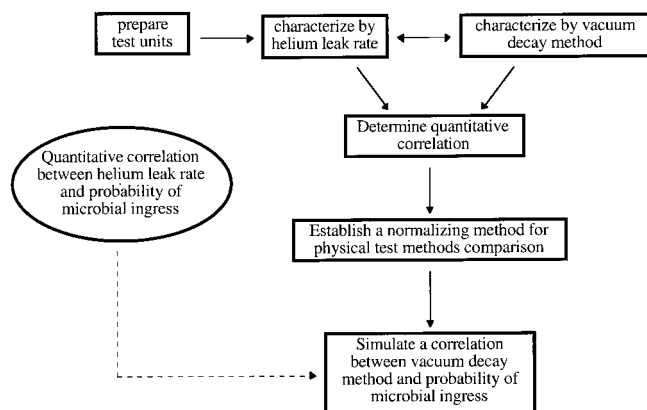 prepare
test units
characterize by
helium leak rate
characterize by vacuum
decay method
Determine quantitative
correlation
Quantitative correlation
between helium leak rate
and probability of
microbial ingress
Establish a normalizing method for
physical test methods comparison
Simulate a correlation
between vacuum decay
method and probability of
microbial ingress